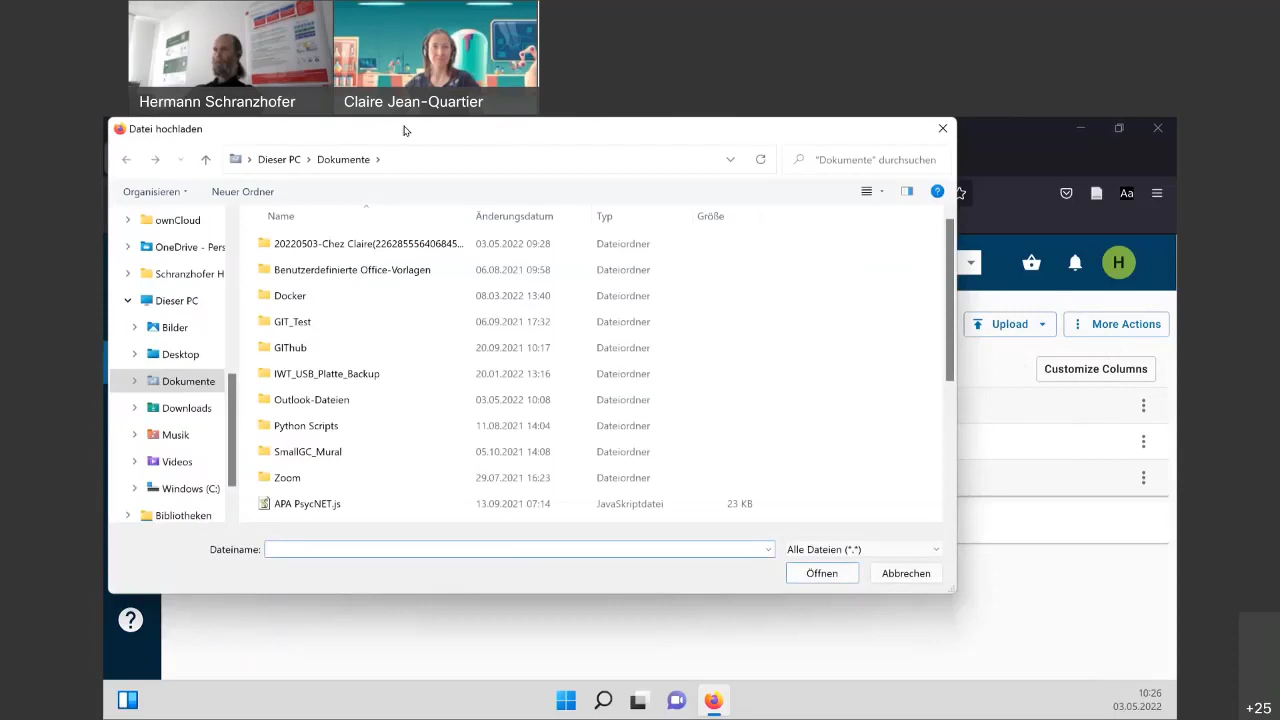 Hermann Schranzhofer
Claire Jean-Quartier
Datei hochladen
Dieser PC
Dokumente
"Dokumente" durchsuchen
Organisieren
Neuer Ordner
Aa
ownCloud
OneDrive - Pers
Schranzhofer H
Dieser PC
Bilder
Desktop
Dokumente
Downloads
Musik
Videos
Windows (C:)
Bibliotheken
Name Änderungsdatum Typ Größe
20220503-Chez Claire(226285556406845... 03.05.2022 09:28 Dateiordner
Benutzerdefinierte Office-Vorlagen 06.08.2021 09:58 Dateiordner
Docker 08.03.2022 13:40 Dateiordner
GIT_Test 06.09.2021 17:32 Dateiordner
GIThub 20.09.2021 10:17 Dateiordner
IWT_USB_Platte_Backup 20.01.2022 13:16 Dateiordner
Outlook-Dateien 03.05.2022 10:08 Dateiordner
Python Scripts 11.08.2021 14:04 Dateiordner
SmallGC_Mural 05.10.2021 14:08 Dateiordner
Zoom 29.07.2021 16:23 Dateiordner
APA PsycNET.js 13.09.2021 07:14 JavaSkriptdatei 23 KB
Dateiname:
Alle Dateien (*.*)
Öffnen
Abbrechen
H
Upload
More Actions
Customize Columns
10:26
03.05.2022
+25